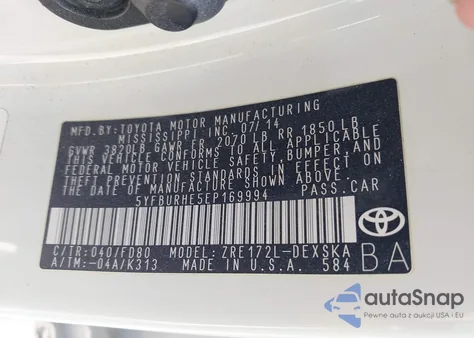 MFD.BY:TOYOTA MOTOR MANUFACTURING
MISSISSIPPI INC. 07/14
GVWR 3820LB GAWR FR 2070LB RR 1850LB
THIS VEHICLE CONFORMS TO ALL APPLICABLE
FEDERAL MOTOR VEHICLE SAFETY, BUMPER, AND
THEFT PREVENTION STANDARDS IN EFFECT ON
THE DATE OF MANUFACTURE SHOWN ABOVE.
5YFBURHE5EP169994 PASS.CAR
C/TR:040/FD80 MODEL:ZRE172L-DEXSKA
A/TM:-04A/K313 MADE IN U.S.A. 584
BA
TOYOTA
autoSnap
Pewne auta z aukcji USA i EU